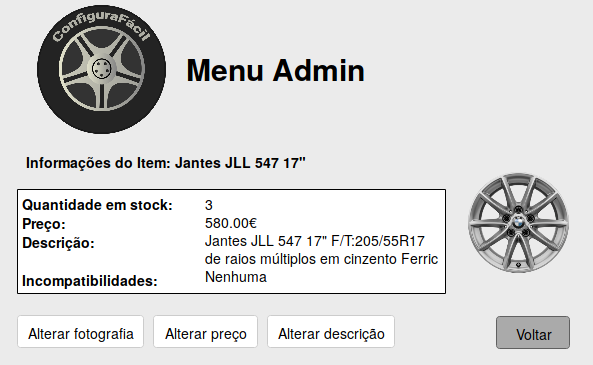 ConfiguraFácil
Menu Admin
Informações do Item: Jantes JLL 547 17"
Quantidade em stock: 3
Preço: 580.00€
Descrição: Jantes JLL 547 17" F/T:205/55R17
de raios múltiplos em cinzento Ferric
Incompatibilidades: Nenhuma
Alterar fotografia
Alterar preço
Alterar descrição
Voltar